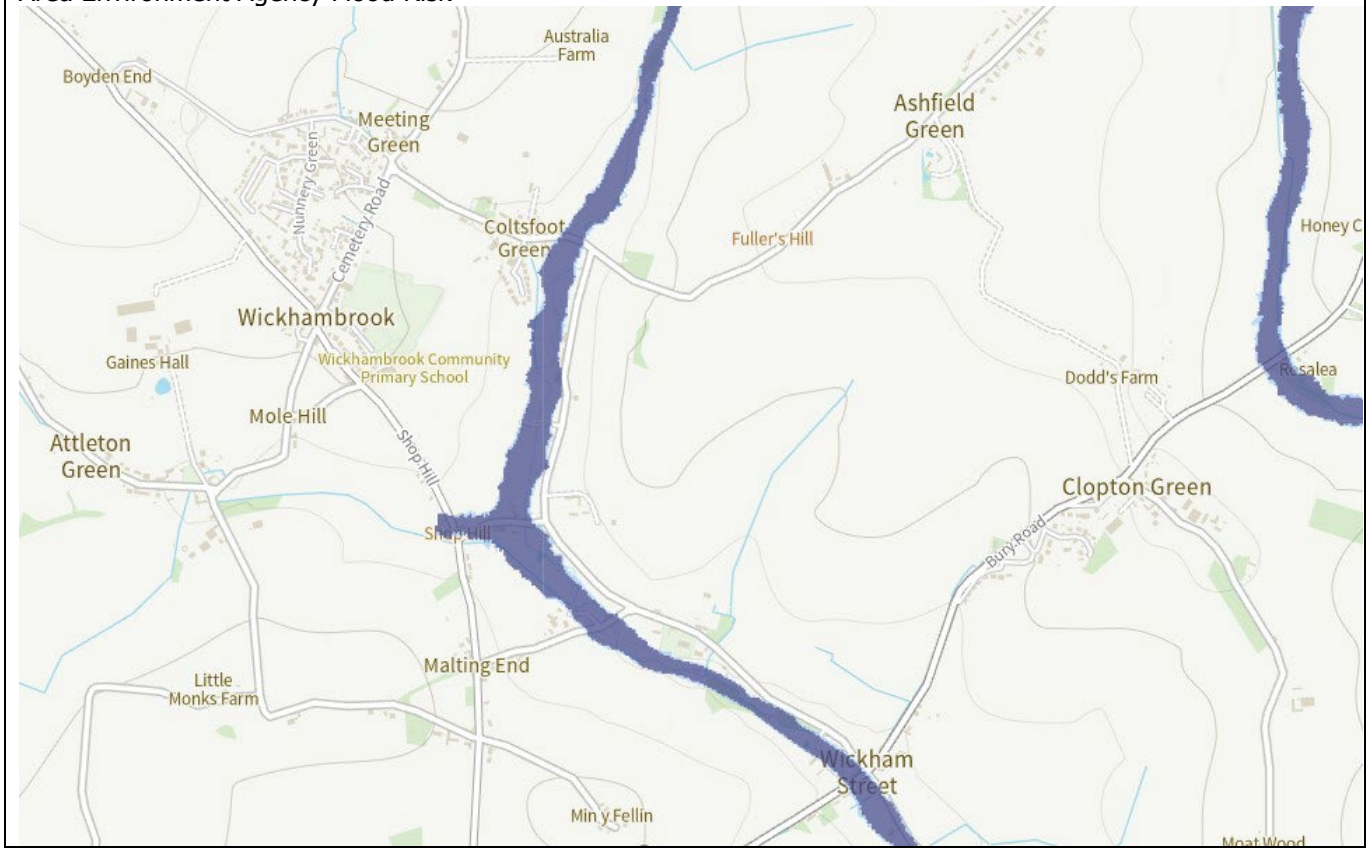 Area Environment Agency Flood Risk
Australia
Farm
Boyden End
Meeting
Green
Ashfield
Green
Nunnery Green
Cemetery Road
Coltsfoot
Green
Fuller's Hill
Honey C
Wickhambrook
Gaines Hall
Wickhambrook Community
Primary School
Rosalea
Dodd's Farm
Mole Hill
Attleton
Green
Shop Hill
Clopton Green
Shop Hill
Bury Road
Malting End
Little
Monks Farm
Wickham
Street
Min y Fellin
Moat Wood